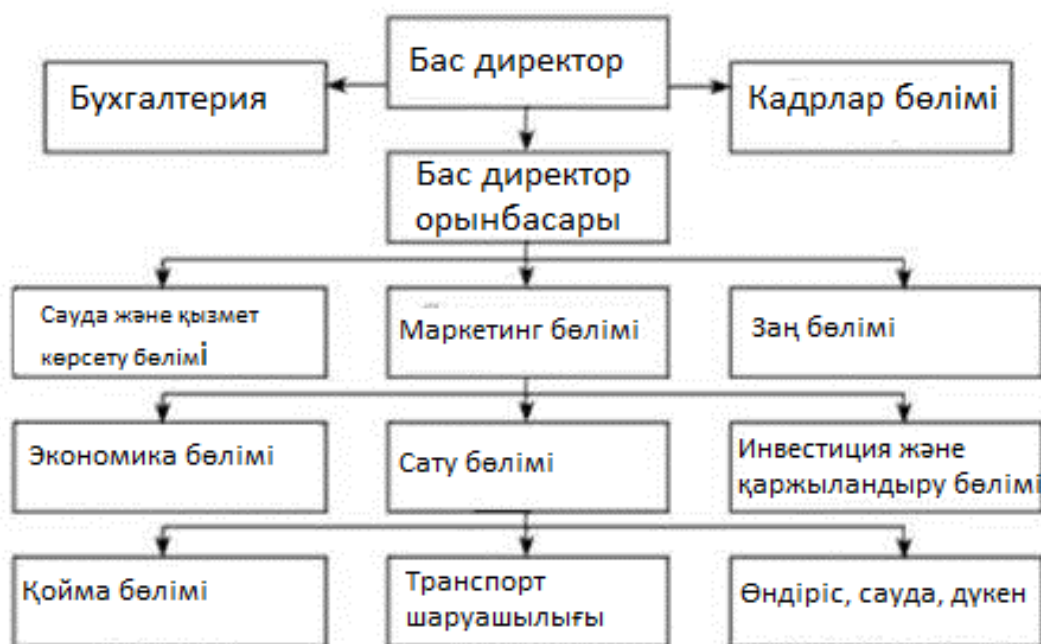 Бас директор
Бухгалтерия
Кадрлар бөлімі
Бас директор
орынбасары
Сауда және қызмет
көрсету бөлімі
Маркетинг бөлімі
Заң бөлімі
Экономика бөлімі
Сату бөлімі
Инвестиция және
қаржыландыру бөлімі
Қойма бөлімі
Транспорт
шаруашылығы
Өндіріс, сауда, дүкен